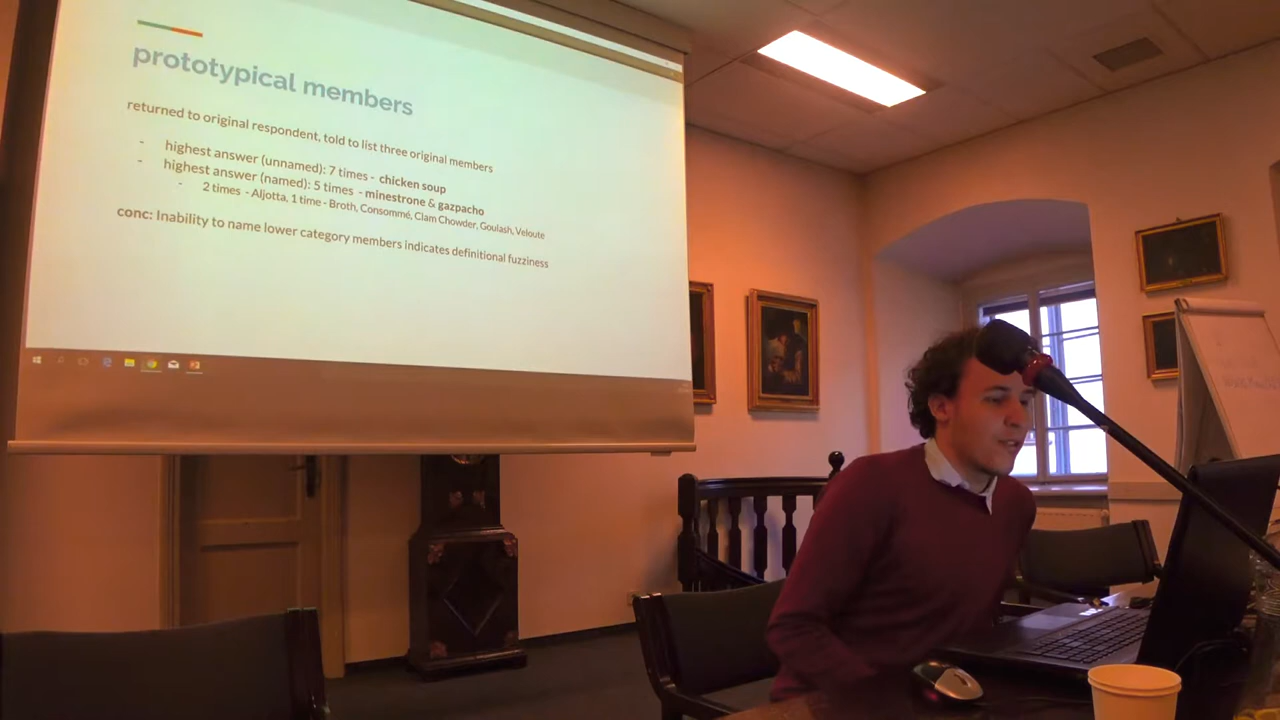 prototypical members
returned to original respondent, told to list three original members
- highest answer (unnamed): 7 times - chicken soup
- highest answer (named): 5 times - minestrone & gazpacho
- 2 times - Aljotta, 1 time - Broth, Consommé, Clam Chowder, Goulash, Veloute
conc: Inability to name lower category members indicates definitional fuzziness